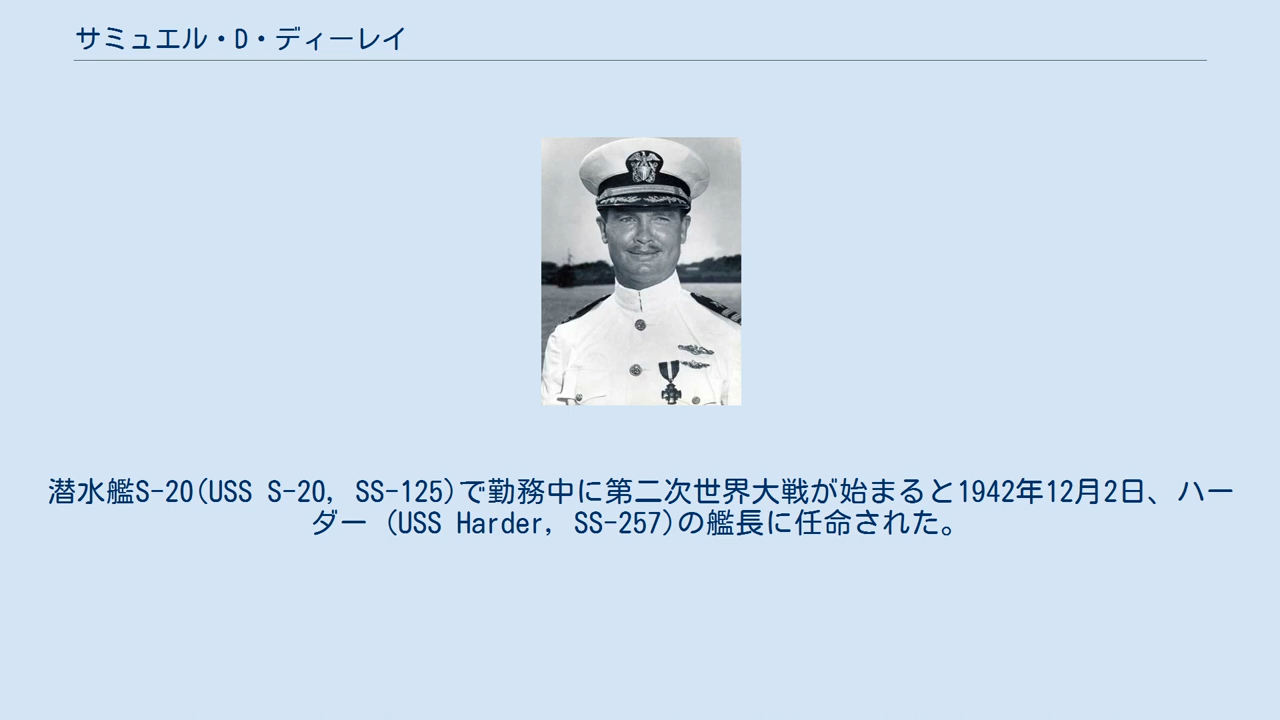 サミュエル・D・ディーレイ
潜水艦S-20(USS S-20, SS-125)で勤務中に第二次世界大戦が始まると1942年12月2日、ハー
ダー (USS Harder, SS-257)の艦長に任命された。